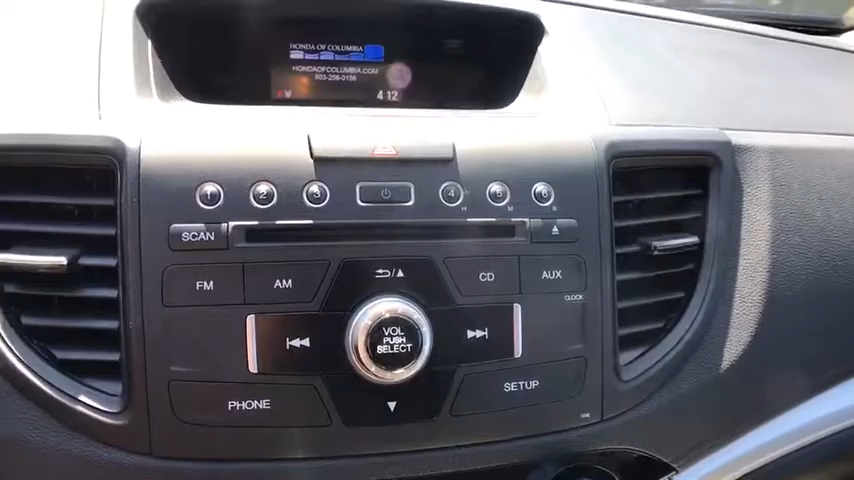 HONDA OF COLUMBIA
HONDAOFCOLUMBIA.COM
803-256-0156
W
4:12
1 2 3 4 5 6
H M R
SCAN
FM AM CD AUX
CLOCK
VOL
PUSH
SELECT
PHONE SETUP